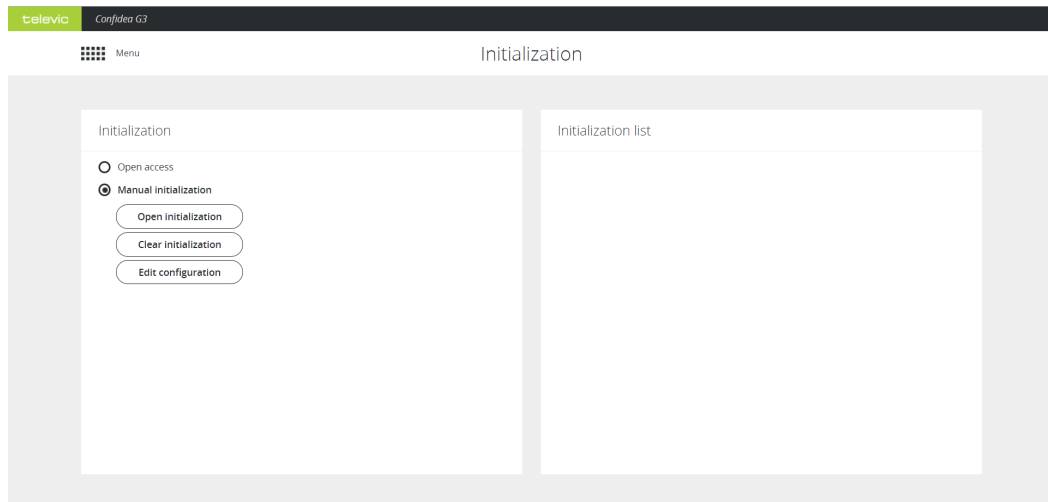 televic Confidea G3
Menu
Initialization
Initialization
Open access
Manual initialization
Open initialization
Clear initialization
Edit configuration
Initialization list